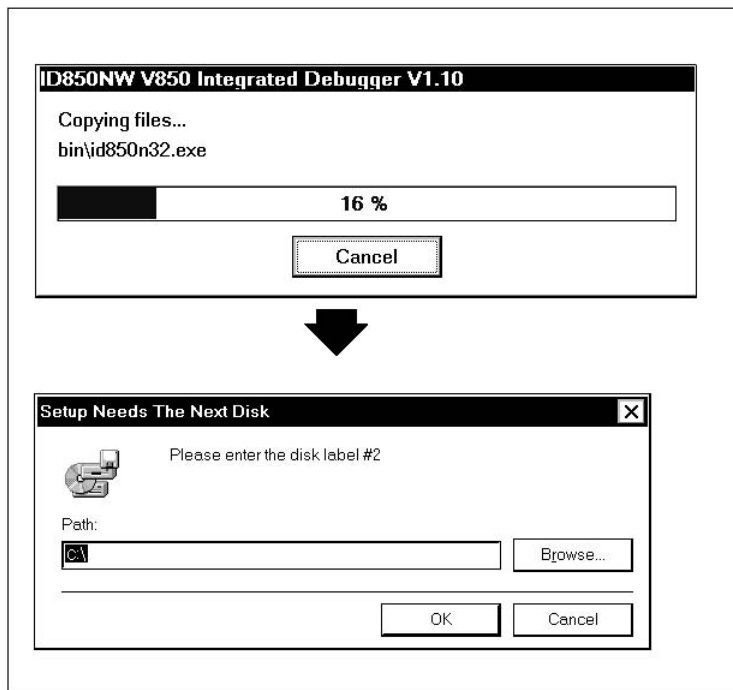 ID850NW V850 Integrated Debugger V1.10
Copying files...
bin\id850n32.exe
16 %
Cancel
Setup Needs The Next Disk
Please enter the disk label #2
Path:
C:\
Browse...
OK
Cancel